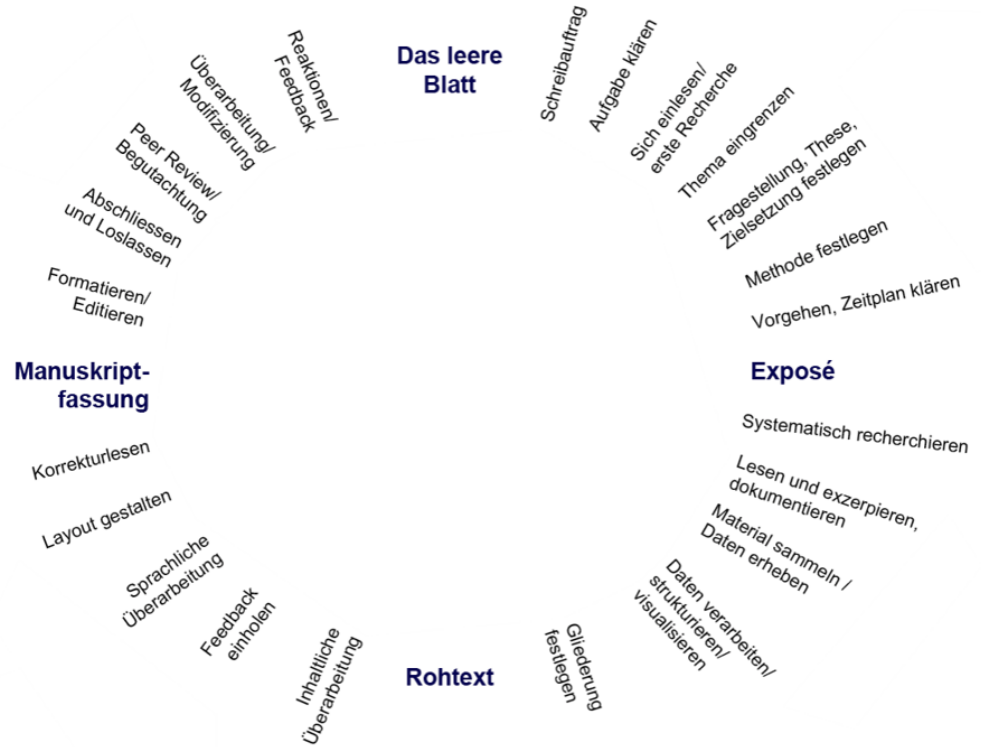 Das leere
Blatt
Schreibauftrag
Aufgabe klären
Sich einlesen/
erste Recherche
Thema eingrenzen
Fragestellung, These,
Zielsetzung festlegen
Methode festlegen
Vorgehen, Zeitplan klären
Exposé
Systematisch recherchieren
Lesen und exzerpieren,
dokumentieren
Material sammeln /
Daten erheben
Daten verarbeiten/
strukturieren/
visualisieren
Gliederung
festlegen
Rohtext
Inhaltliche
Überarbeitung
Feedback
einholen
Sprachliche
Überarbeitung
Layout gestalten
Korrekturlesen
Manuskript-
fassung
Formatieren/
Editieren
Abschliessen
und Loslassen
Peer Review/
Begutachtung
Überarbeitung/
Modifizierung
Reaktionen/
Feedback